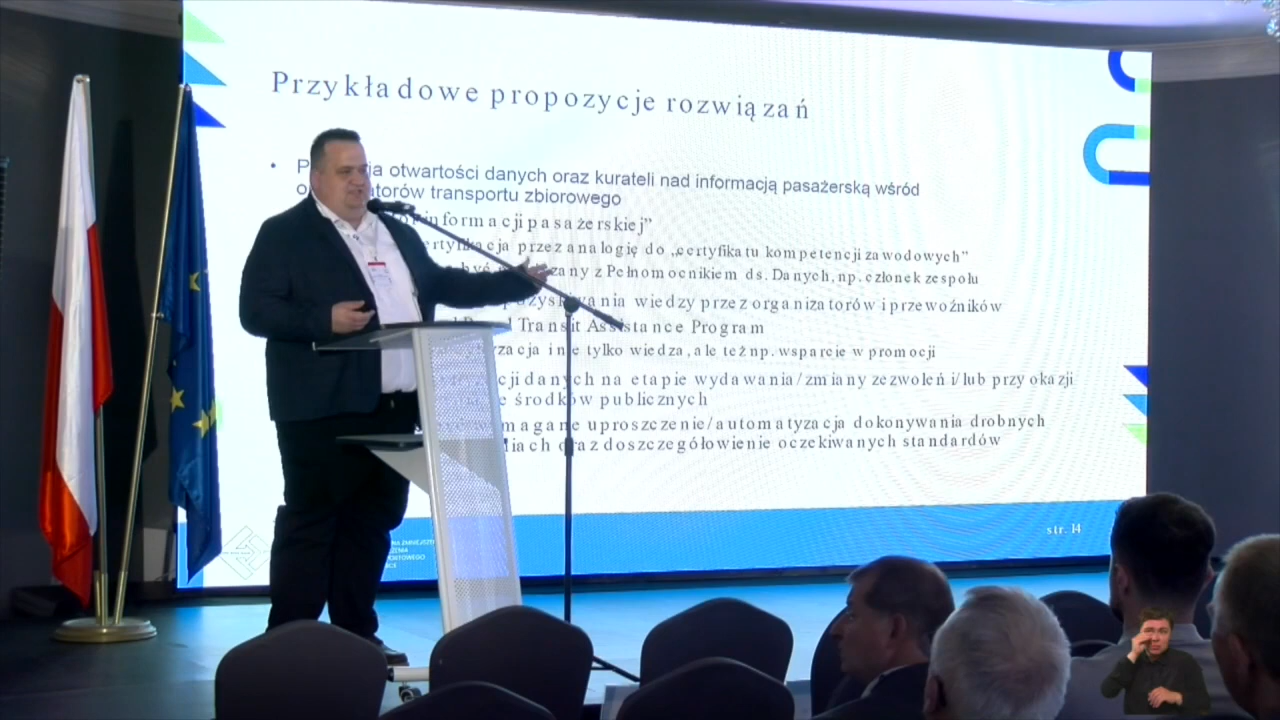 Przykładowe propozycje rozwiązań
• otwartości danych oraz kurateli nad informacją pasażerską wśród
transportu zbiorowego
informacji pasażerskiej”
przez analogię do „certyfikatu kompetencji zawodowych”
z Pełnomocnikiem ds. Danych, np. członek zespołu
wiedzy przez organizatorów i przewoźników
Transit Assistance Program
i nie tylko wiedza, ale też np. wsparcie w promocji
danych na etapie wydawania/zmiany zezwoleń i/lub przy okazji
środków publicznych
uproszczenie/automatyzacja dokonywania drobnych
oraz doszczegółowienie oczekiwanych standardów
str. 14